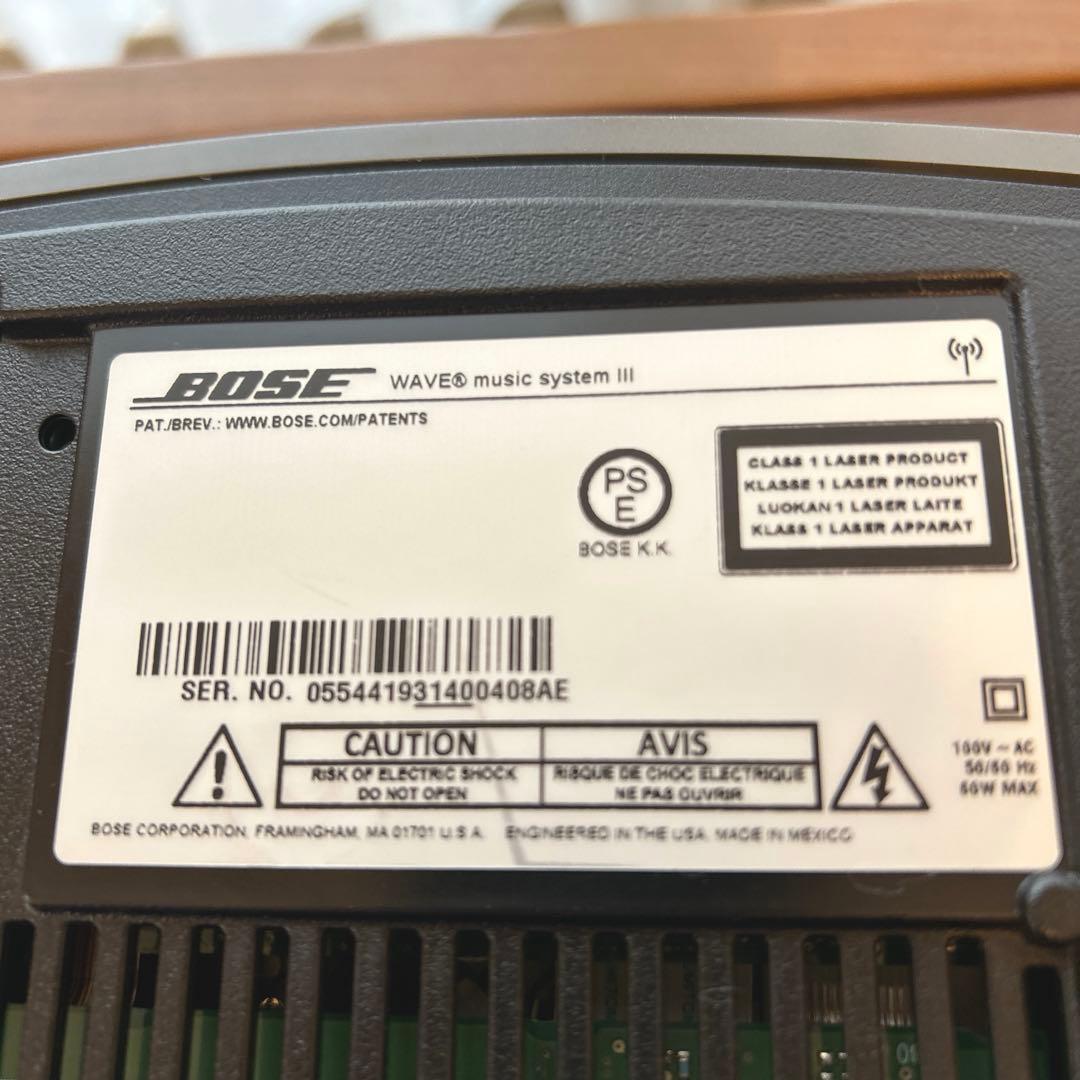 BOSE WAVE® music system III
PAT./BREV.: WWW.BOSE.COM/PATENTS
PS
E
BOSE K.K.
CLASS 1 LASER PRODUCT
KLASSE 1 LASER PRODUKT
LUOKAN 1 LASER LAITE
KLASS 1 LASER APPARAT
SER. NO. 055441931400408AE
CAUTION
RISK OF ELECTRIC SHOCK
DO NOT OPEN
AVIS
RISQUE DE CHOC ELECTRIQUE
NE PAS OUVRIR
100V ~ AC
50/60 Hz
60W MAX
BOSE CORPORATION, FRAMINGHAM, MA 01701 U.S.A. ENGINEERED IN THE USA. MADE IN MEXICO